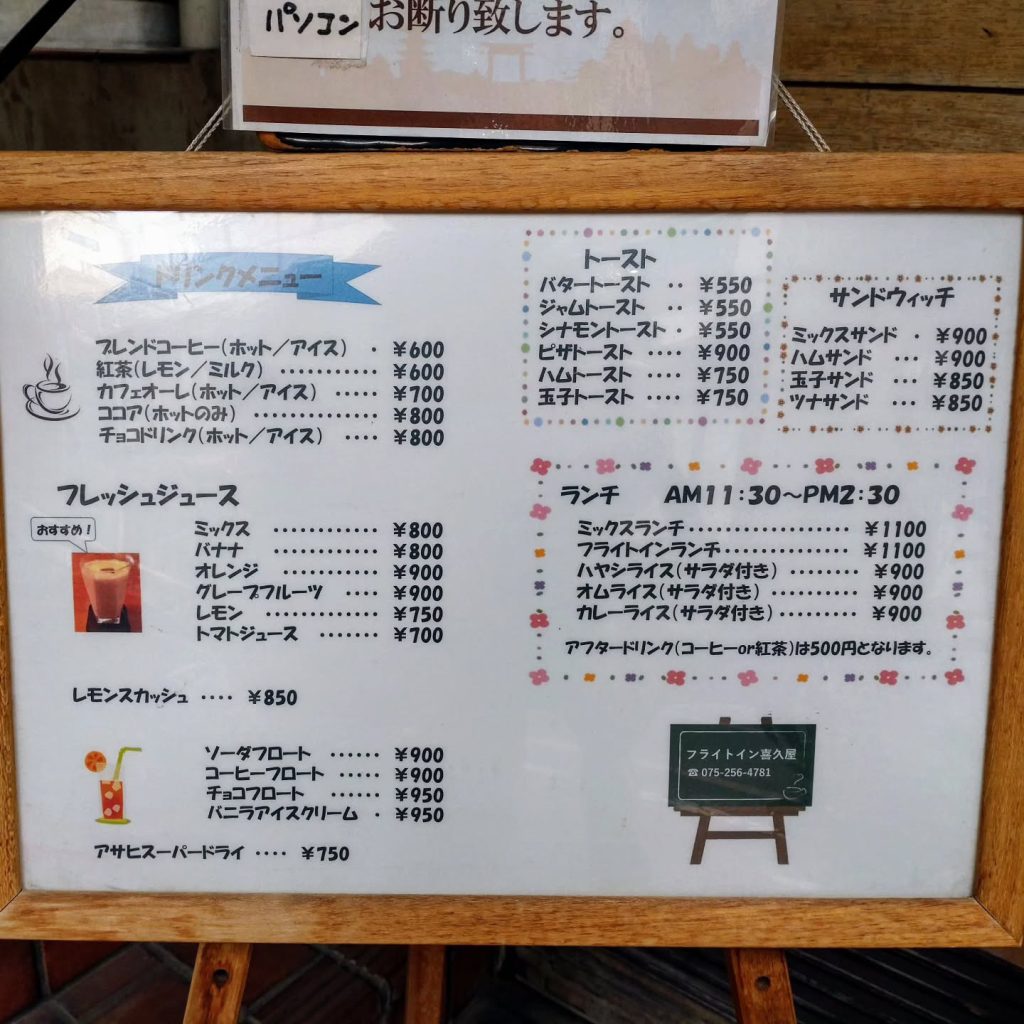 パソコン お断り致します。
ドリンクメニュー
ブレンドコーヒー(ホット／アイス) ・ ¥600
紅茶(レモン／ミルク) ………… ¥600
カフェオーレ(ホット／アイス) ····· ¥700
ココア(ホットのみ) ………… ¥800
チョコドリンク(ホット／アイス) ···· ¥800
フレッシュジュース
おすすめ！
ミックス ………… ¥800
バナナ ………… ¥800
オレンジ ………… ¥900
グレープフルーツ ···· ¥900
レモン ………… ¥750
トマトジュース ······· ¥700
レモンスカッシュ ···· ¥850
ソーダフロート ······ ¥900
コーヒーフロート ····· ¥900
チョコフロート ······ ¥950
バニラアイスクリーム ・ ¥950
アサヒスーパードライ ···· ¥750
トースト
バタートースト ·· ¥550
ジャムトースト ·· ¥550
シナモントースト · ¥550
ピザトースト ···· ¥900
ハムトースト ···· ¥750
玉子トースト ···· ¥750
サンドウィッチ
ミックスサンド · ¥900
ハムサンド ··· ¥900
玉子サンド ··· ¥850
ツナサンド ··· ¥850
ランチ AM11：30～PM2：30
ミックスランチ………………… ¥1100
フライトインランチ…………… ¥1100
ハヤシライス(サラダ付き) ········· ¥900
オムライス(サラダ付き) ·········· ¥900
カレーライス(サラダ付き) ········· ¥900
アフタードリンク(コーヒーor紅茶)は500円となります。
フライトイン喜久屋
☎ 075-256-4781